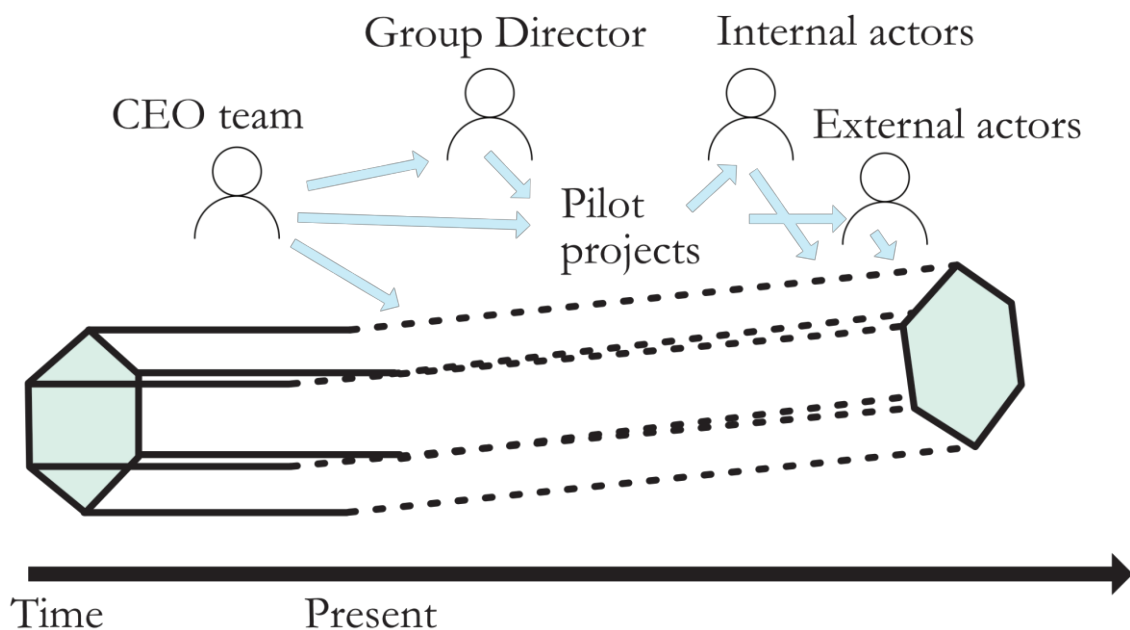 Group Director
Internal actors
CEO team
External actors
Pilot
projects
Time
Present